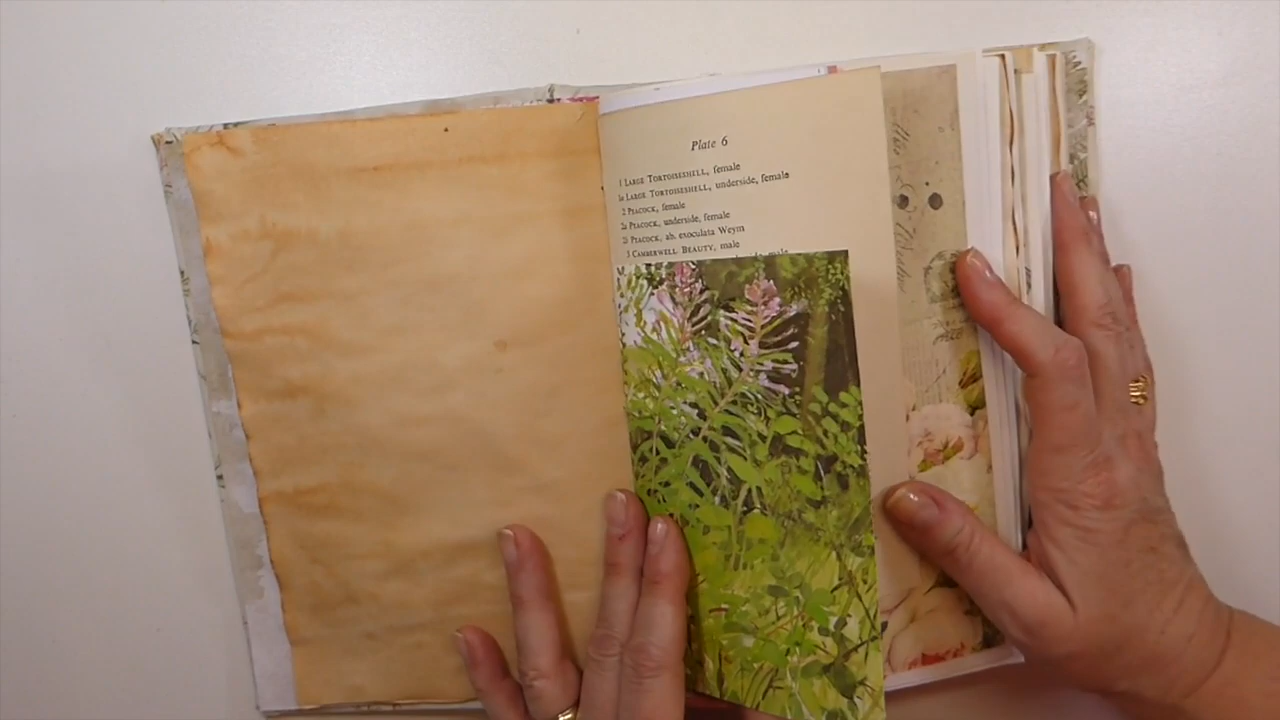 Plate 6
1 LARGE TORTOISESHELL, female
1a LARGE TORTOISESHELL, underside, female
2 PEACOCK, female
2a PEACOCK, underside, female
2b PEACOCK, ab. exoculata Weym
3 CAMBERWELL BEAUTY, male
male